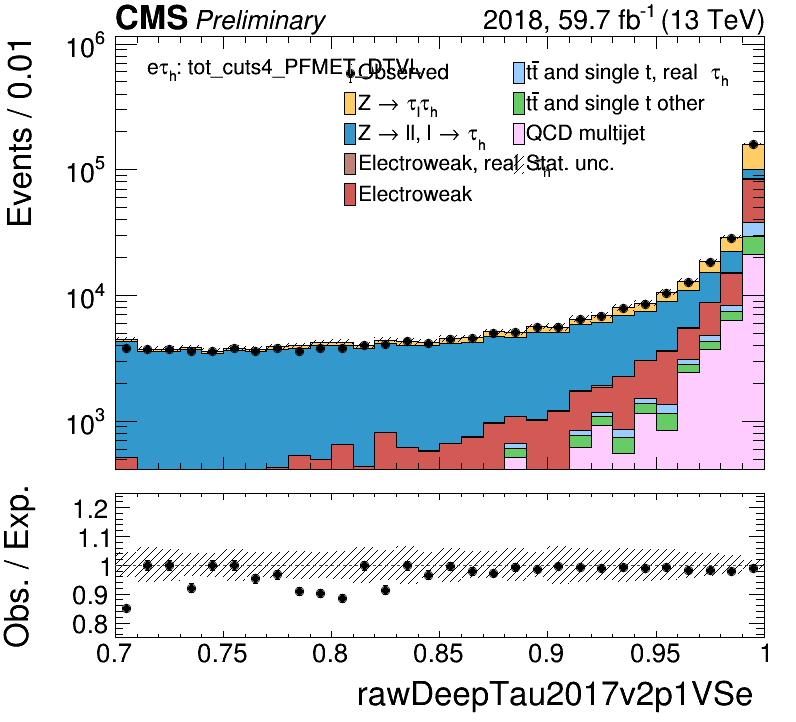 CMS Preliminary 2018, 59.7 fb⁻¹ (13 TeV)
Events / 0.01
10⁶
10⁵
10⁴
10³
eτₕ: tot_cuts4_PFMET_DTVL
Observed
Z → τₗτₕ
Z → ll, l → τₕ
Electroweak, real τₕ
Electroweak
tt̄ and single t, real τₕ
tt̄ and single t other
QCD multijet
Stat. unc.
Obs. / Exp.
1.2
1.1
1
0.9
0.8
0.7 0.75 0.8 0.85 0.9 0.95 1
rawDeepTau2017v2p1VSe